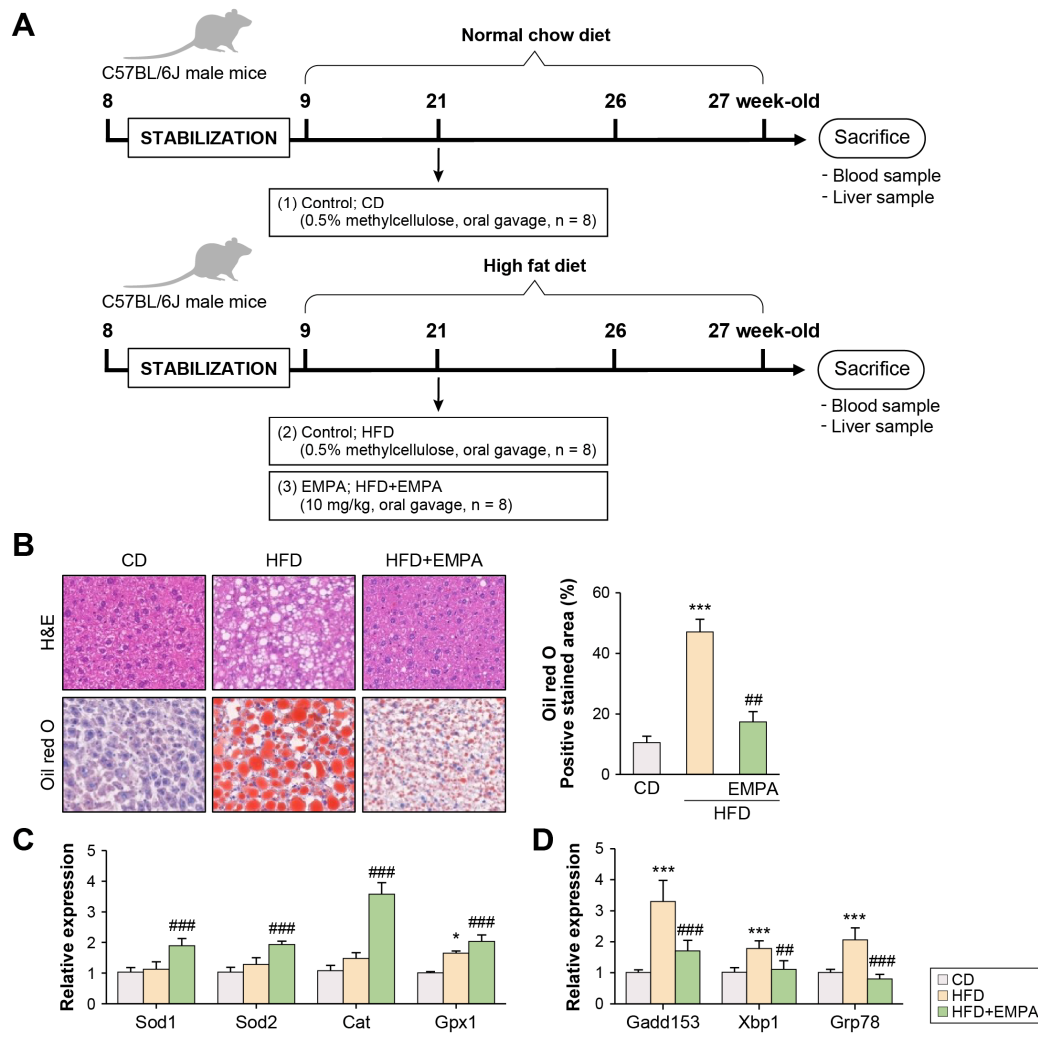 A
C57BL/6J male mice
Normal chow diet
8 9 21 26 27 week-old
STABILIZATION
Sacrifice
- Blood sample
- Liver sample
(1) Control; CD
(0.5% methylcellulose, oral gavage, n = 8)
C57BL/6J male mice
High fat diet
8 9 21 26 27 week-old
STABILIZATION
Sacrifice
- Blood sample
- Liver sample
(2) Control; HFD
(0.5% methylcellulose, oral gavage, n = 8)
(3) EMPA; HFD+EMPA
(10 mg/kg, oral gavage, n = 8)
B
CD HFD HFD+EMPA
H&E
Oil red O
Oil red O
Positive stained area (%)
60
40
20
0
***
##
CD EMPA
HFD
C
Relative expression
5
4
3
2
1
0
### ### ### * ###
Sod1 Sod2 Cat Gpx1
D
Relative expression
5
4
3
2
1
0
*** ### *** ## *** ###
Gadd153 Xbp1 Grp78
CD
HFD
HFD+EMPA